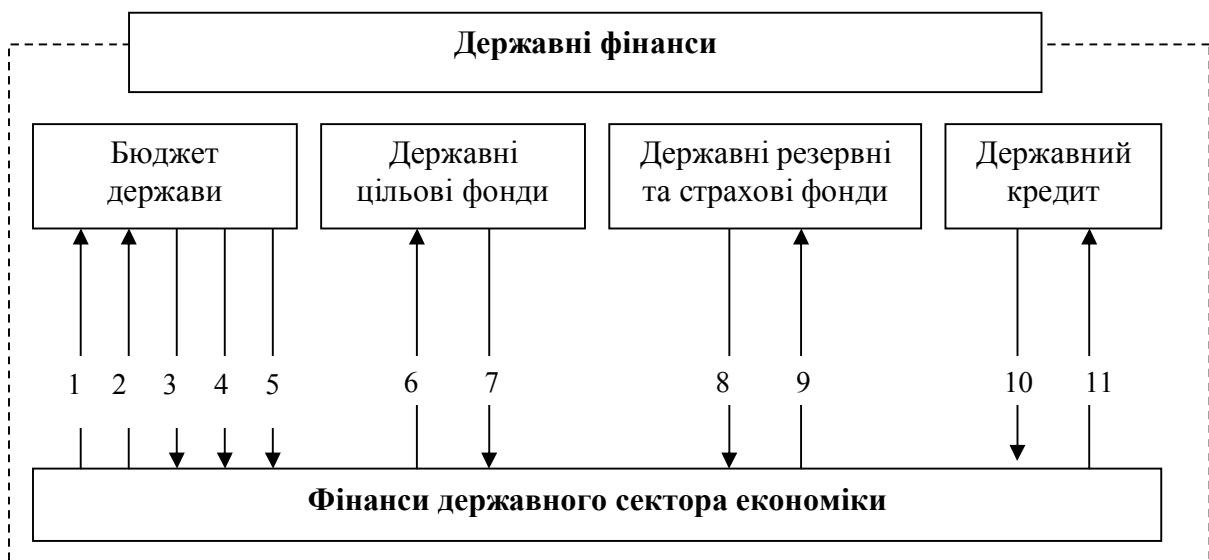 Державні фінанси
Бюджет
держави
Державні
цільові фонди
Державні резервні
та страхові фонди
Державний
кредит
1 2 3 4 5 6 7 8 9 10 11
Фінанси державного сектора економіки